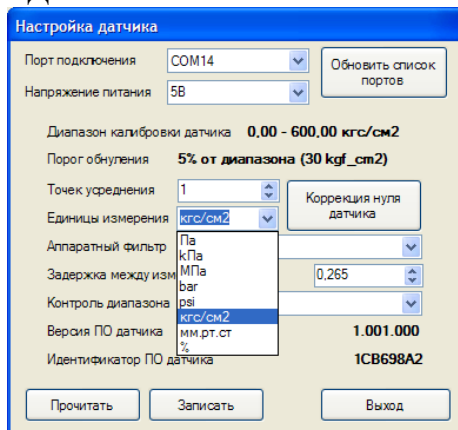 Настройка датчика
Порт подключения COM14 Обновить список портов
Напряжение питания 5В
Диапазон калибровки датчика 0,00 - 600,00 кгс/см2
Порог обнуления 5% от диапазона (30 kgf_cm2)
Точек усреднения 1 Коррекция нуля датчика
Единицы измерения кгс/см2
Аппаратный фильтр
Па
kПа
МПа
bar
psi
кгс/см2
мм.рт.ст
%
Задержка между изм 0,265
Контроль диапазона
Версия ПО датчика 1.001.000
Идентификатор ПО датчика 1CB698A2
Прочитать Записать Выход